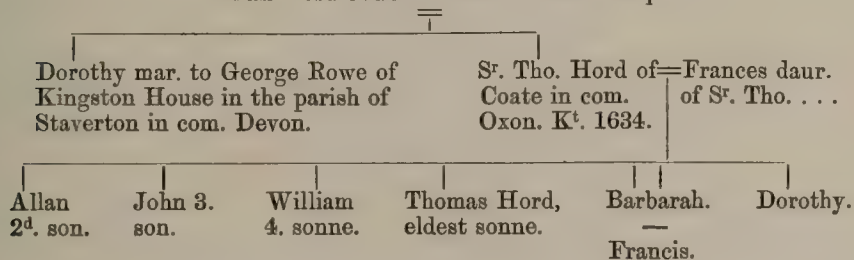 Dorothy mar. to George Rowe of
Kingston House in the parish of
Staverton in com. Devon.
Sr. Tho. Hord of=Frances daur.
Coate in com. of Sr. Tho. . . .
Oxon. Kt. 1634.
Allan John 3. William Thomas Hord, Barbarah. Dorothy.
2d. son. son. 4. sonne. eldest sonne. —
Francis.